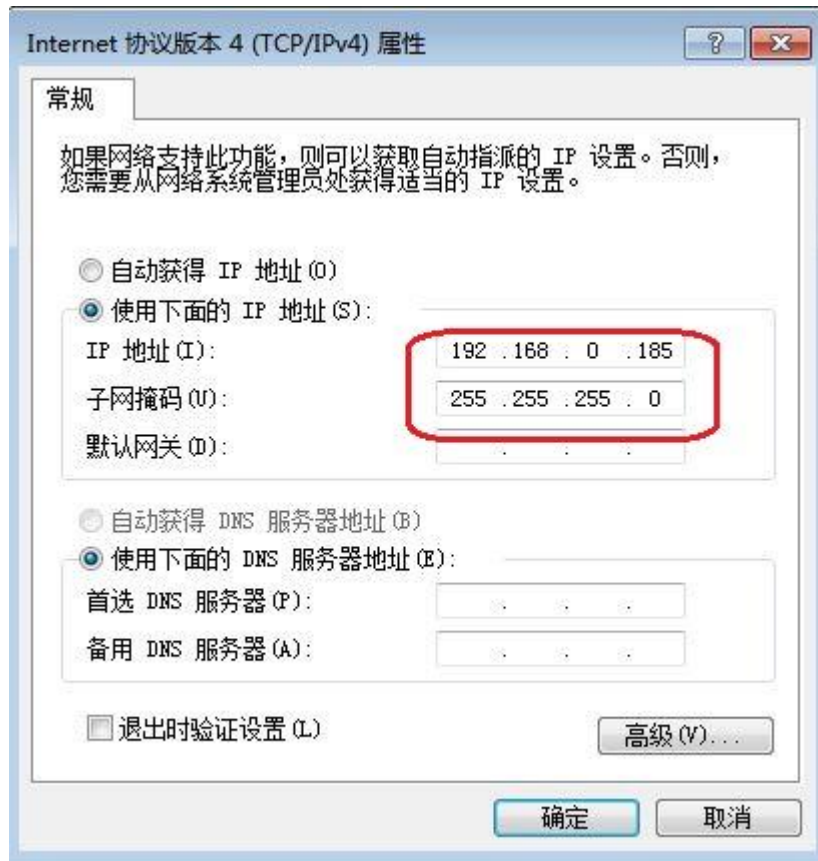 Internet 协议版本 4 (TCP/IPv4) 属性
常规
如果网络支持此功能，则可以获取自动指派的 IP 设置。否则，
您需要从网络系统管理员处获得适当的 IP 设置。
自动获得 IP 地址(O)
使用下面的 IP 地址(S):
IP 地址(I): 192 .168 . 0 .185
子网掩码(U): 255 .255 .255 . 0
默认网关(D): . . .
自动获得 DNS 服务器地址(B)
使用下面的 DNS 服务器地址(E):
首选 DNS 服务器(P): . . .
备用 DNS 服务器(A): . . .
退出时验证设置(L)
高级(V)...
确定 取消